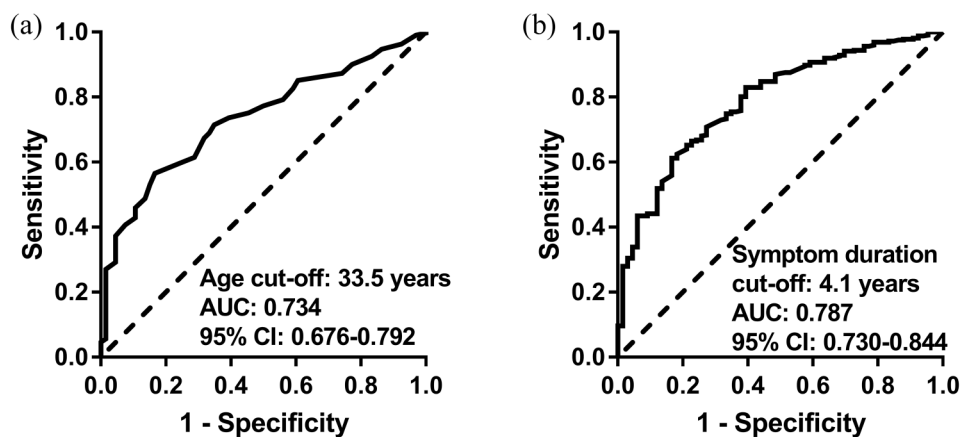 (a)
1.0
0.8
0.6
0.4
0.2
0.0
Sensitivity
Age cut-off: 33.5 years
AUC: 0.734
95% CI: 0.676-0.792
0.0 0.2 0.4 0.6 0.8 1.0
1 - Specificity
(b)
1.0
0.8
0.6
0.4
0.2
0.0
Sensitivity
Symptom duration
cut-off: 4.1 years
AUC: 0.787
95% CI: 0.730-0.844
0.0 0.2 0.4 0.6 0.8 1.0
1 - Specificity